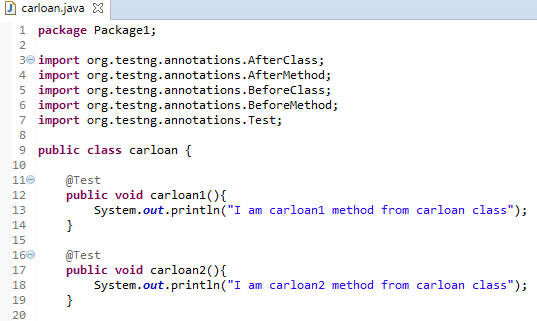 carloan.java
1 package Package1;
2
3 import org.testng.annotations.AfterClass;
4 import org.testng.annotations.AfterMethod;
5 import org.testng.annotations.BeforeClass;
6 import org.testng.annotations.BeforeMethod;
7 import org.testng.annotations.Test;
8
9 public class carloan {
10
11 @Test
12 public void carloan1(){
13 System.out.println("I am carloan1 method from carloan class");
14 }
15
16 @Test
17 public void carloan2(){
18 System.out.println("I am carloan2 method from carloan class");
19 }
20